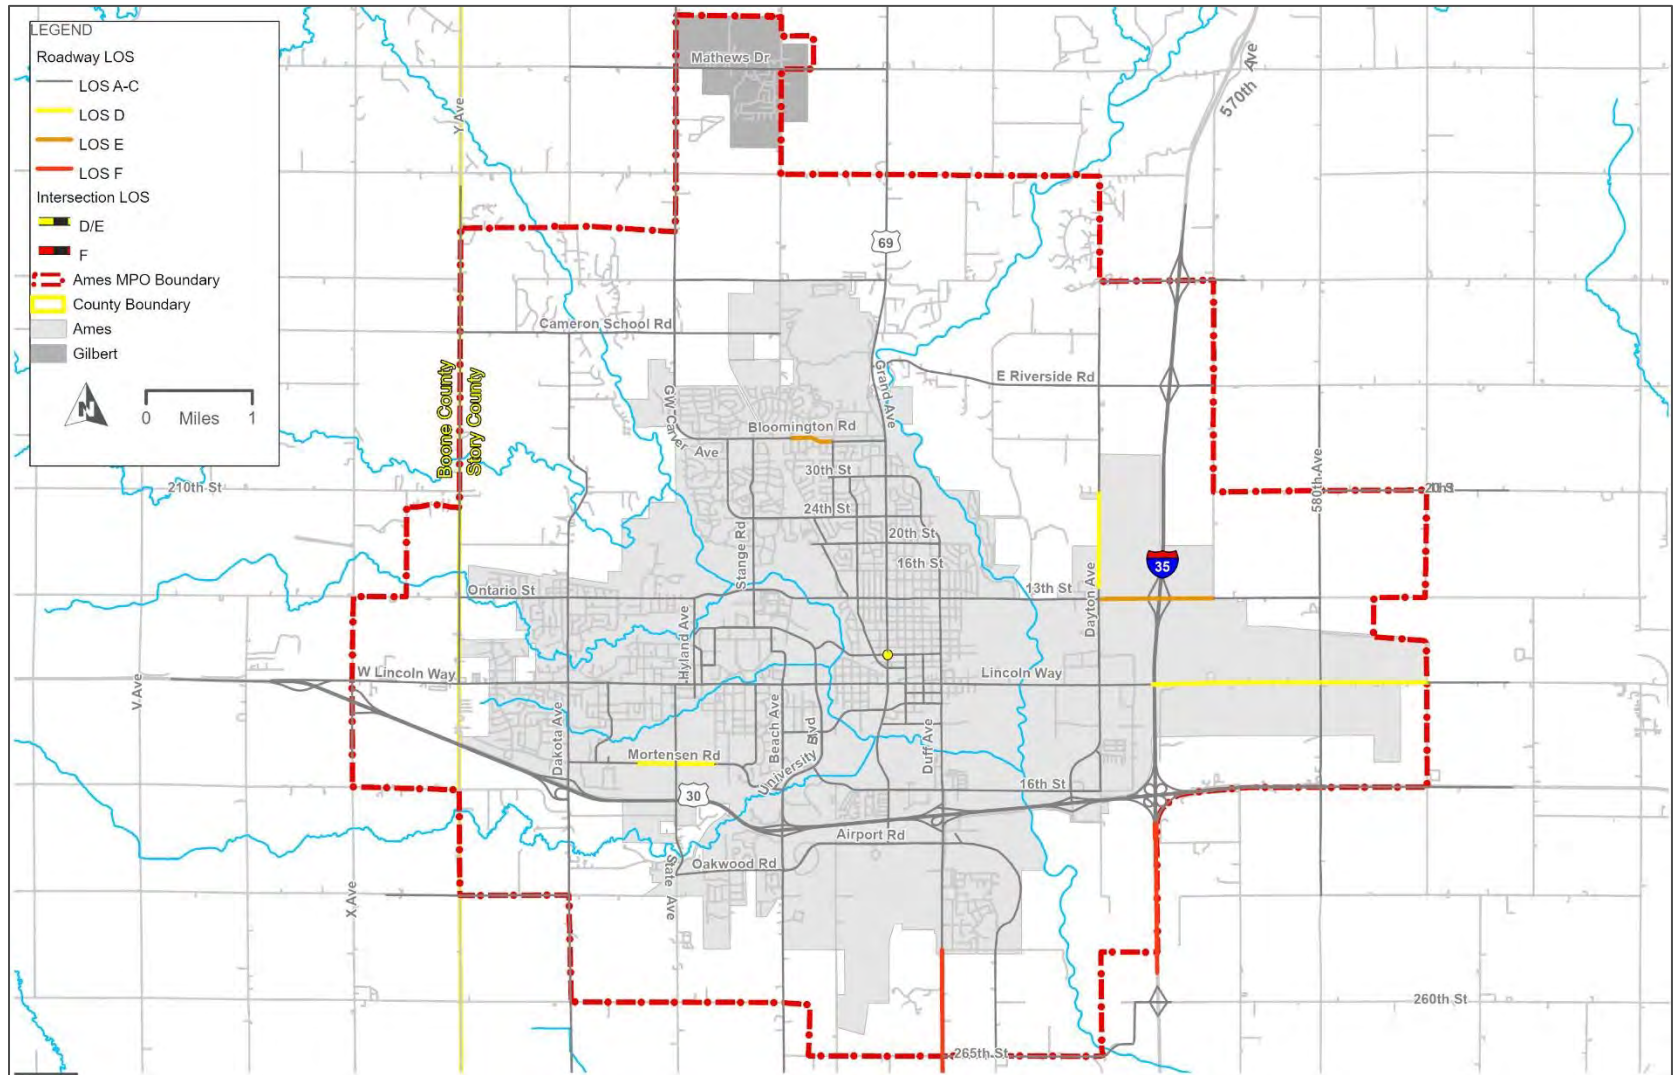 LEGEND
Roadway LOS
LOS A-C
LOS D
LOS E
LOS F
Intersection LOS
D/E
F
Ames MPO Boundary
County Boundary
Ames
Gilbert
N
0 Miles 1
Mathews Dr
Y Ave
570th Ave
69
Cameron School Rd
Grand Ave
E Riverside Rd
Boone County
Story County
GW Carver Ave
Bloomington Rd
30th St
210th St
580th Ave
24th St
20th St
Stange Rd
16th St
35
Ontario St
13th St
Dayton Ave
Hyland Ave
W Lincoln Way
Lincoln Way
V Ave
Dakota Ave
Beach Ave
University Blvd
Duff Ave
Mortensen Rd
16th St
30
Airport Rd
Oakwood Rd
State Ave
X Ave
260th St
265th St